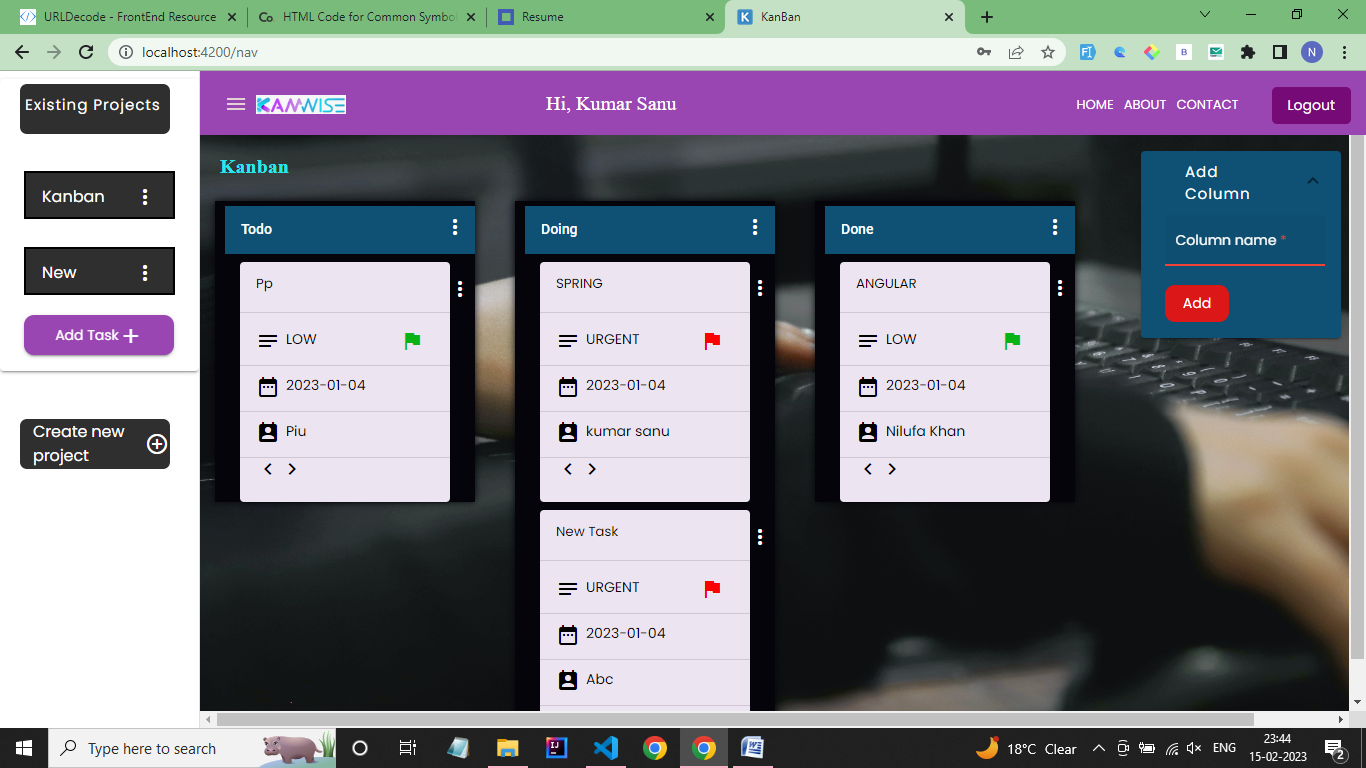 URLDecode - FrontEnd Resource
HTML Code for Common Symbol
Resume
KanBan
localhost:4200/nav
N
Existing Projects
KANWISE
Hi, Kumar Sanu
HOME
ABOUT
CONTACT
Logout
Kanban
New
Add Task
Create new
project
Kanban
Todo
Pp
LOW
2023-01-04
Piu
Doing
SPRING
URGENT
2023-01-04
kumar sanu
New Task
URGENT
2023-01-04
Abc
Done
ANGULAR
LOW
2023-01-04
Nilufa Khan
Add
Column
Column name *
Add
Type here to search
18°C Clear
ENG
23:44
15-02-2023
2